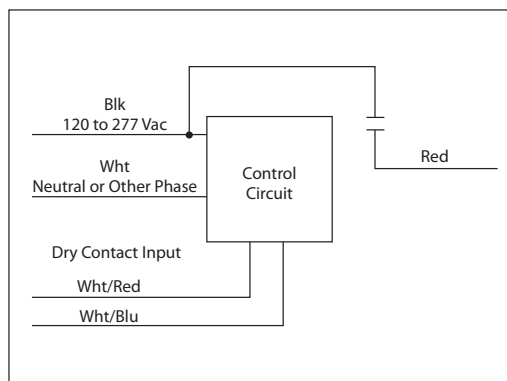 Blk
120 to 277 Vac
Wht
Neutral or Other Phase
Control
Circuit
Red
Dry Contact Input
Wht/Red
Wht/Blu